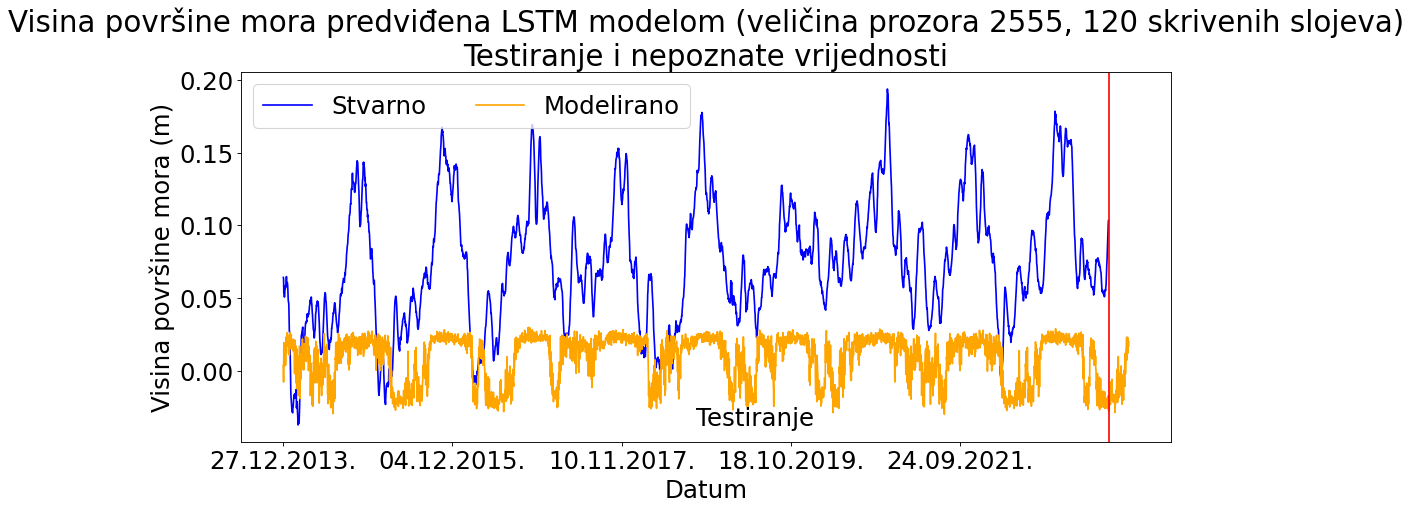 Visina površine mora predviđena LSTM modelom (veličina prozora 2555, 120 skrivenih slojeva)
Testiranje i nepoznate vrijednosti
Stvarno Modelirano
Visina površine mora (m)
0.20
0.15
0.10
0.05
0.00
Testiranje
27.12.2013. 04.12.2015. 10.11.2017. 18.10.2019. 24.09.2021.
Datum